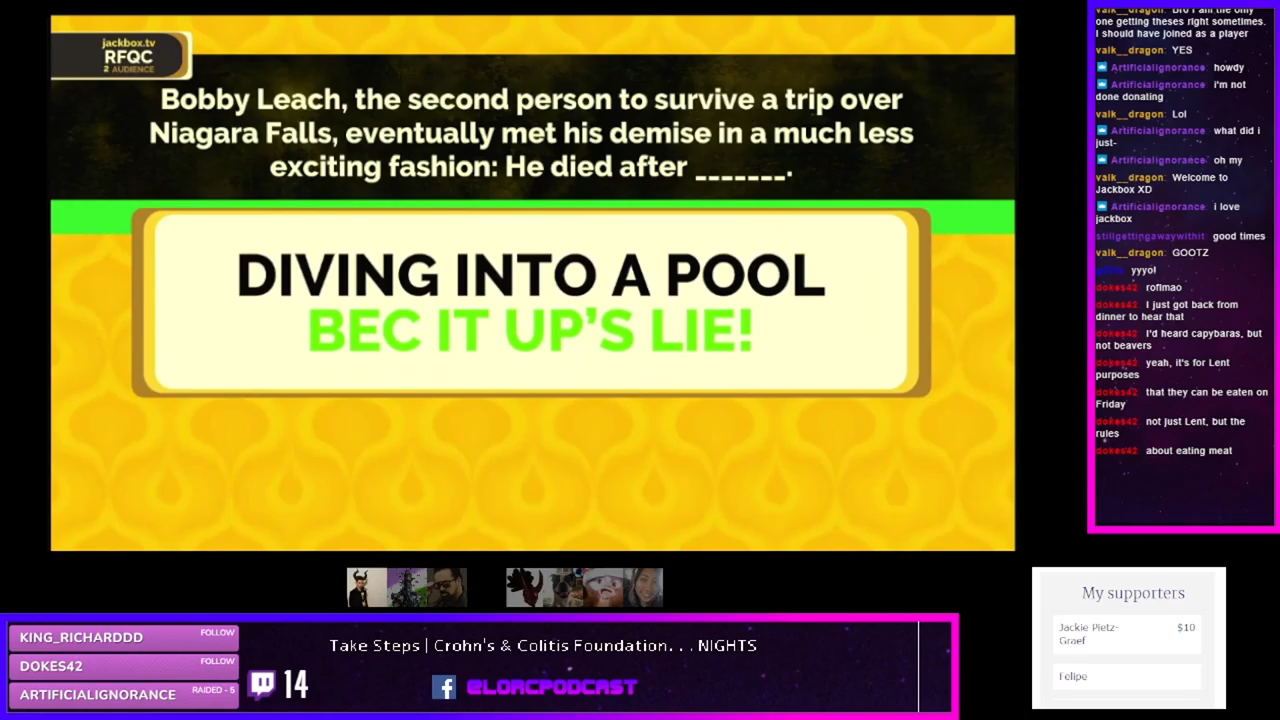 jackbox.tv
RFQC
2 AUDIENCE
Bobby Leach, the second person to survive a trip over
Niagara Falls, eventually met his demise in a much less
exciting fashion: He died after _______.
DIVING INTO A POOL
BEC IT UP'S LIE!
valk__dragon: Bro I am the only
one getting theses right sometimes.
I should have joined as a player
valk__dragon: YES
Artificialignorance: howdy
Artificialignorance: i'm not
done donating
valk__dragon: Lol
Artificialignorance: what did i
just-
Artificialignorance: oh my
valk__dragon: Welcome to
Jackbox XD
Artificialignorance: i love
jackbox
stillgettingawaywithit: good times
valk__dragon: GOOTZ
yyyo!
dokes42: roflmao
dokes42: I just got back from
dinner to hear that
dokes42: I'd heard capybaras, but
not beavers
dokes42: yeah, it's for Lent
purposes
dokes42: that they can be eaten on
Friday
dokes42: not just Lent, but the
rules
dokes42: about eating meat
My supporters
Jackie Pietz-
Graef
$10
Felipe
KING_RICHARDDD FOLLOW
DOKES42 FOLLOW
ARTIFICIALIGNORANCE RAIDED - 5
14
Take Steps | Crohn's & Colitis Foundation. . . NIGHTS
@LORCPODCAST